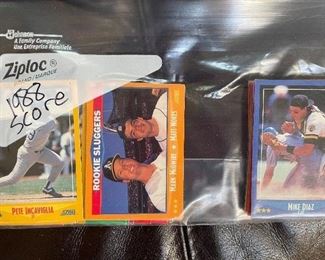 Johnson
A Family Company
Une Entreprise Familiale
Ziploc
1988
Score
PETE INCAVIGLIA
SCORE
ROOKIE SLUGGERS
MARK McGWIRE
MATT NOKES
MIKE DIAZ